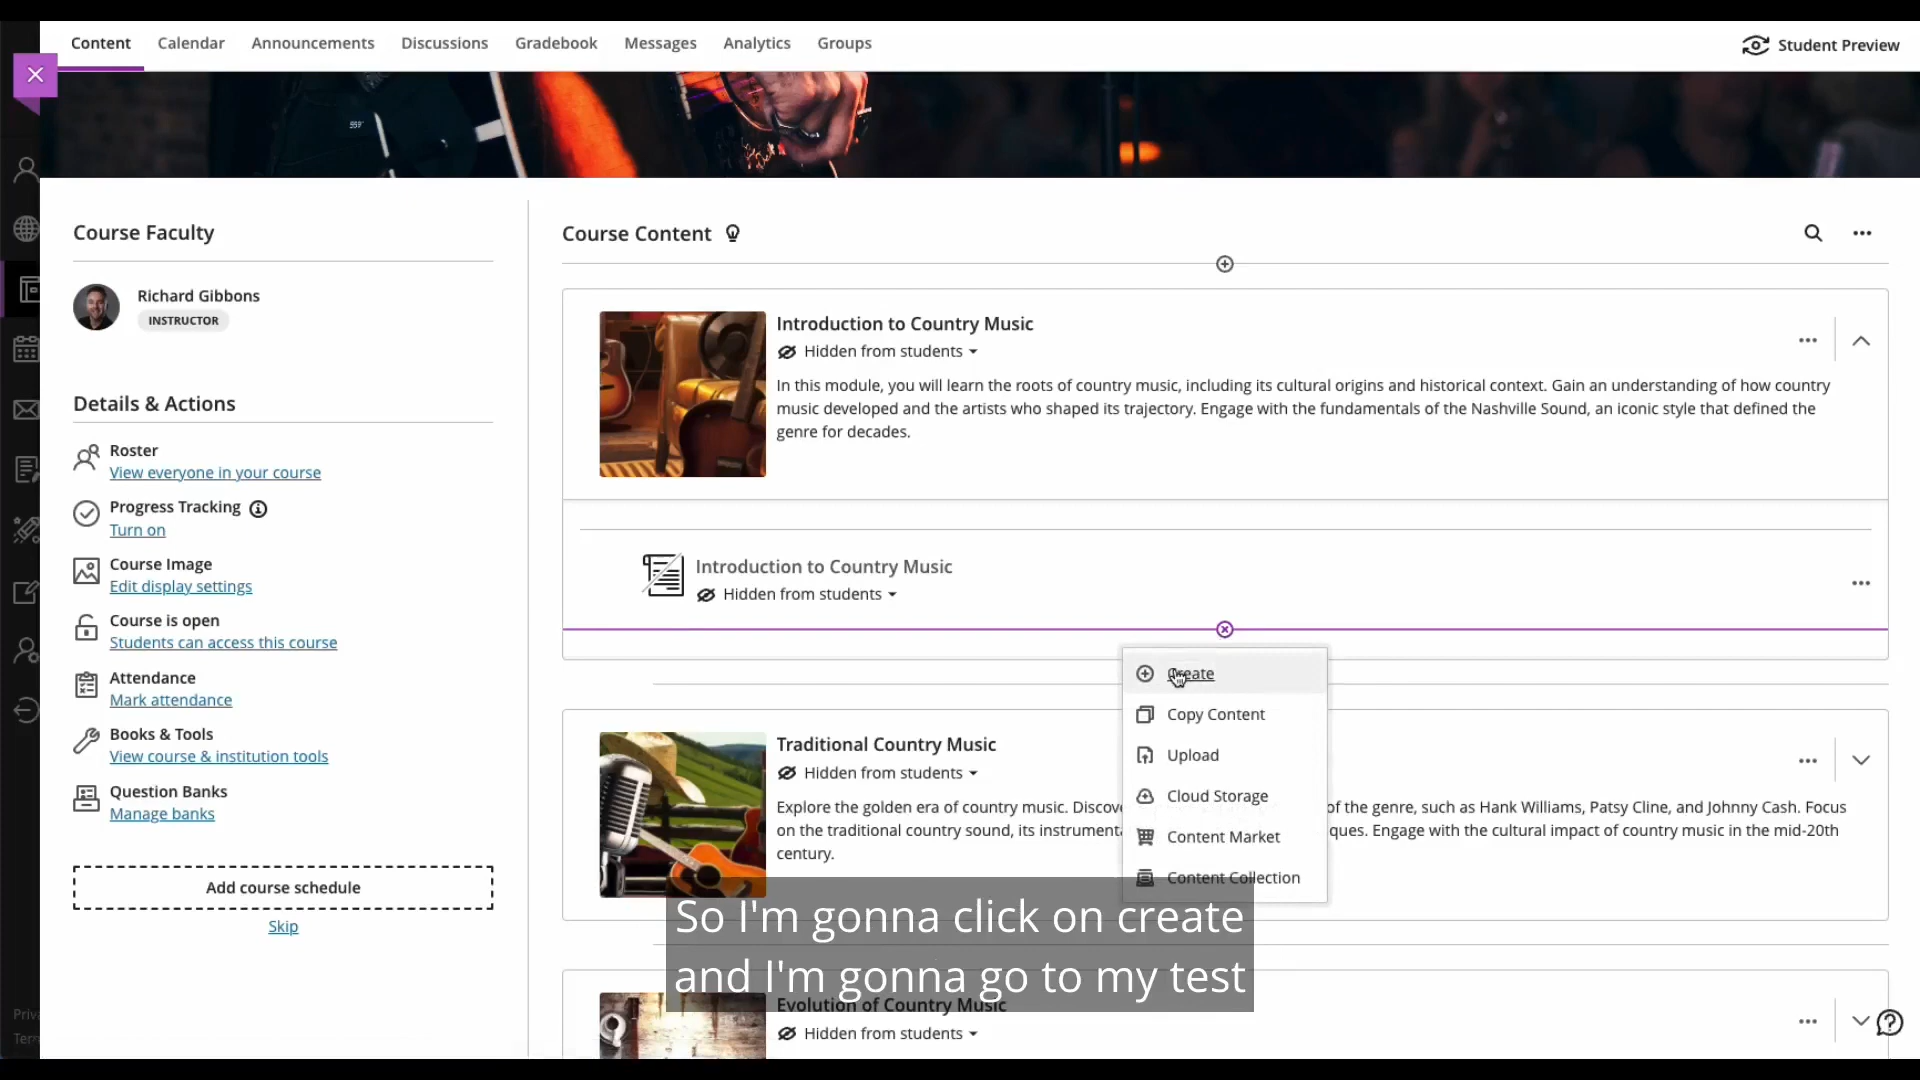 Content Calendar Announcements Discussions Gradebook Messages Analytics Groups
Student Preview
Course Faculty
Richard Gibbons
INSTRUCTOR
Details & Actions
Roster
View everyone in your course
Progress Tracking
Turn on
Course Image
Edit display settings
Course is open
Students can access this course
Attendance
Mark attendance
Books & Tools
View course & institution tools
Question Banks
Manage banks
Add course schedule
Skip
Course Content
Introduction to Country Music
Hidden from students
In this module, you will learn the roots of country music, including its cultural origins and historical context. Gain an understanding of how country
music developed and the artists who shaped its trajectory. Engage with the fundamentals of the Nashville Sound, an iconic style that defined the
genre for decades.
Introduction to Country Music
Hidden from students
Create
Copy Content
Upload
Cloud Storage
Content Market
Content Collection
Traditional Country Music
Hidden from students
Explore the golden era of country music. of the genre, such as Hank Williams, Patsy Cline, and Johnny Cash. Focus
on the traditional country sound, its Engage with the cultural impact of country music in the mid-20th
century.
So I'm gonna click on create
and I'm gonna go to my test
Evolution of Country Music
Hidden from students